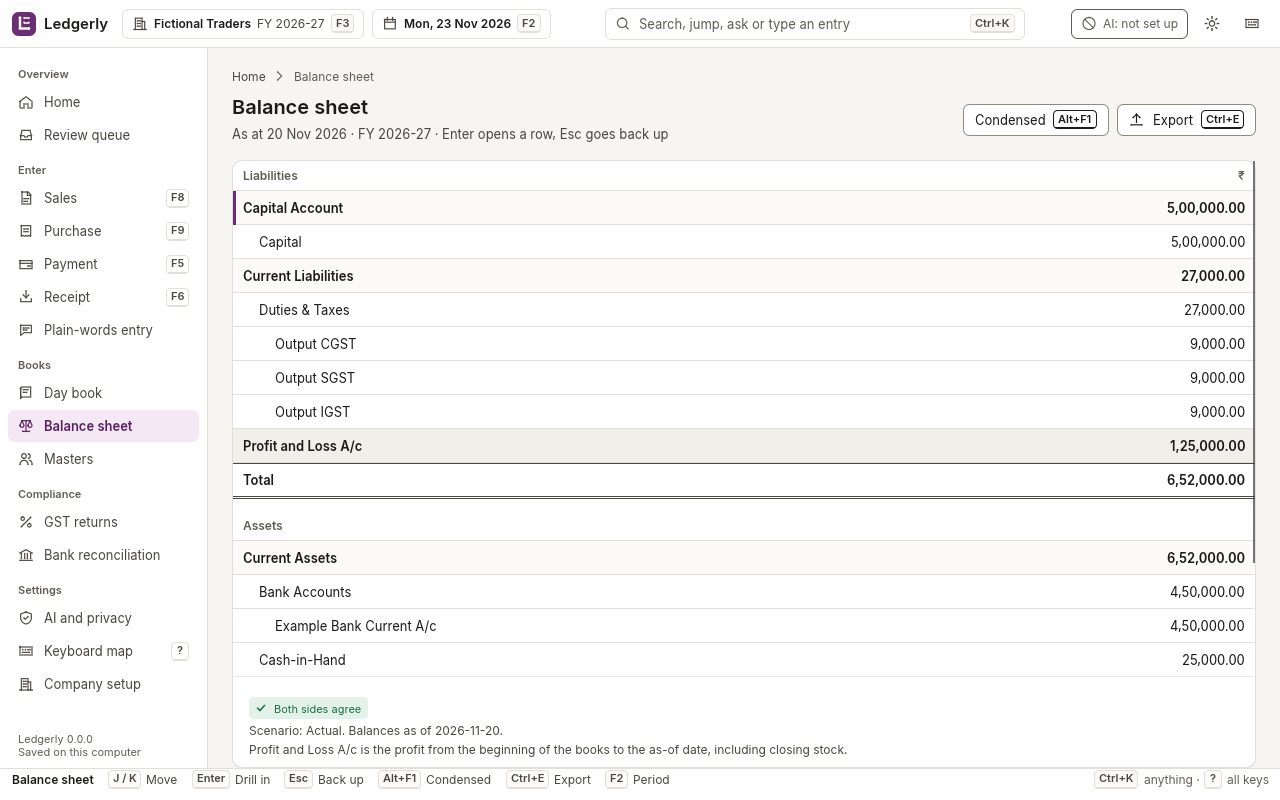 Ledgerly
Fictional Traders FY 2026-27 F3
Mon, 23 Nov 2026 F2
Search, jump, ask or type an entry Ctrl+K
AI: not set up
Overview
Home
Review queue
Enter
Sales F8
Purchase F9
Payment F5
Receipt F6
Plain-words entry
Books
Day book
Balance sheet
Masters
Compliance
GST returns
Bank reconciliation
Settings
AI and privacy
Keyboard map ?
Company setup
Ledgerly 0.0.0
Saved on this computer
Home Balance sheet
Balance sheet
As at 20 Nov 2026 · FY 2026-27 · Enter opens a row, Esc goes back up
Condensed Alt+F1
Export Ctrl+E
Liabilities ₹
Capital Account 5,00,000.00
Capital 5,00,000.00
Current Liabilities 27,000.00
Duties & Taxes 27,000.00
Output CGST 9,000.00
Output SGST 9,000.00
Output IGST 9,000.00
Profit and Loss A/c 1,25,000.00
Total 6,52,000.00
Assets
Current Assets 6,52,000.00
Bank Accounts 4,50,000.00
Example Bank Current A/c 4,50,000.00
Cash-in-Hand 25,000.00
Both sides agree
Scenario: Actual. Balances as of 2026-11-20.
Profit and Loss A/c is the profit from the beginning of the books to the as-of date, including closing stock.
Balance sheet J / K Move Enter Drill in Esc Back up Alt+F1 Condensed Ctrl+E Export F2 Period Ctrl+K anything · ? all keys